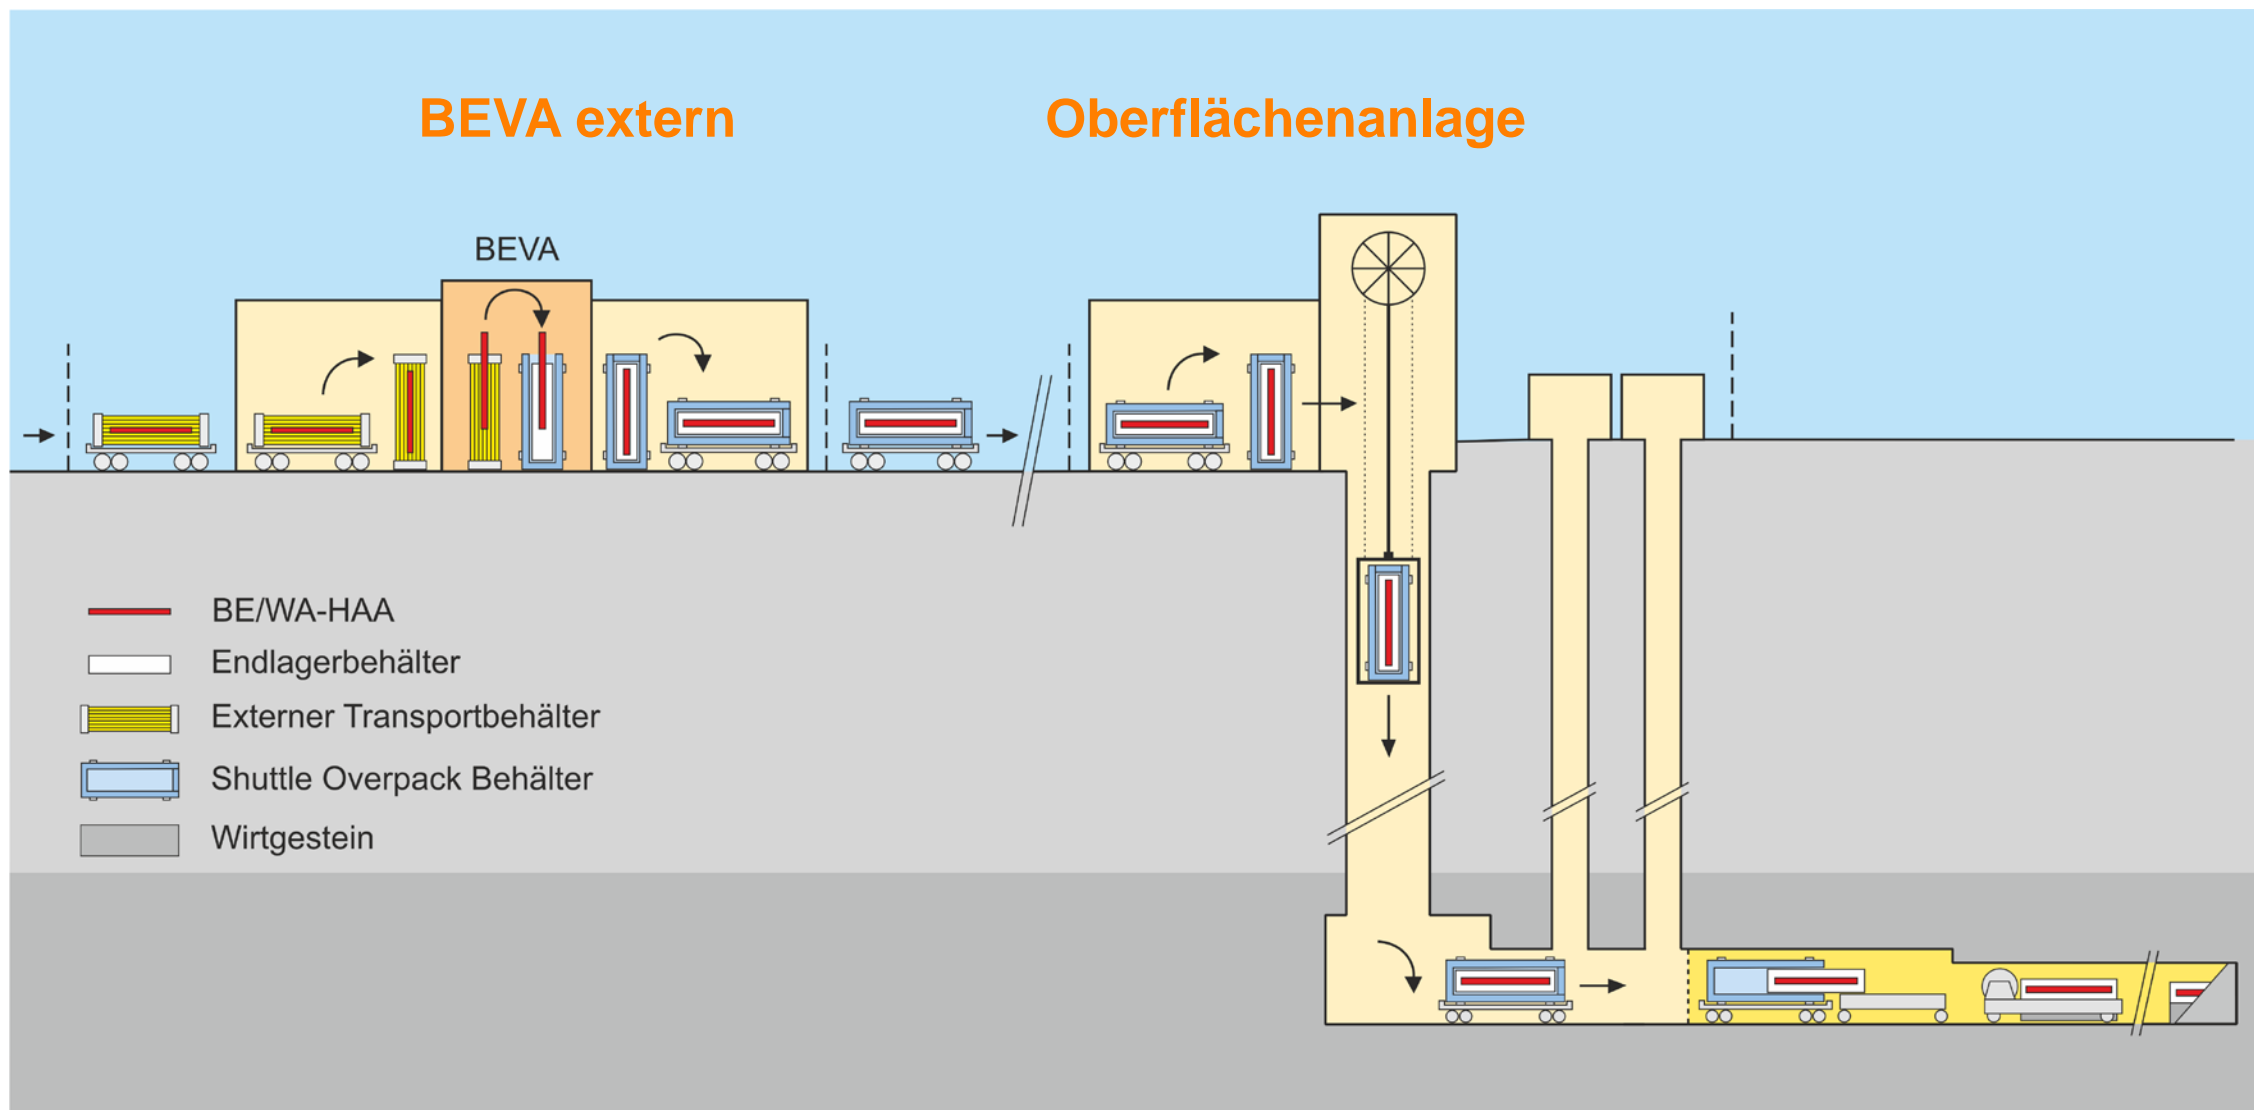 BEVA extern
Oberflächenanlage
BEVA
BE/WA-HAA
Endlagerbehälter
Externer Transportbehälter
Shuttle Overpack Behälter
Wirtgestein